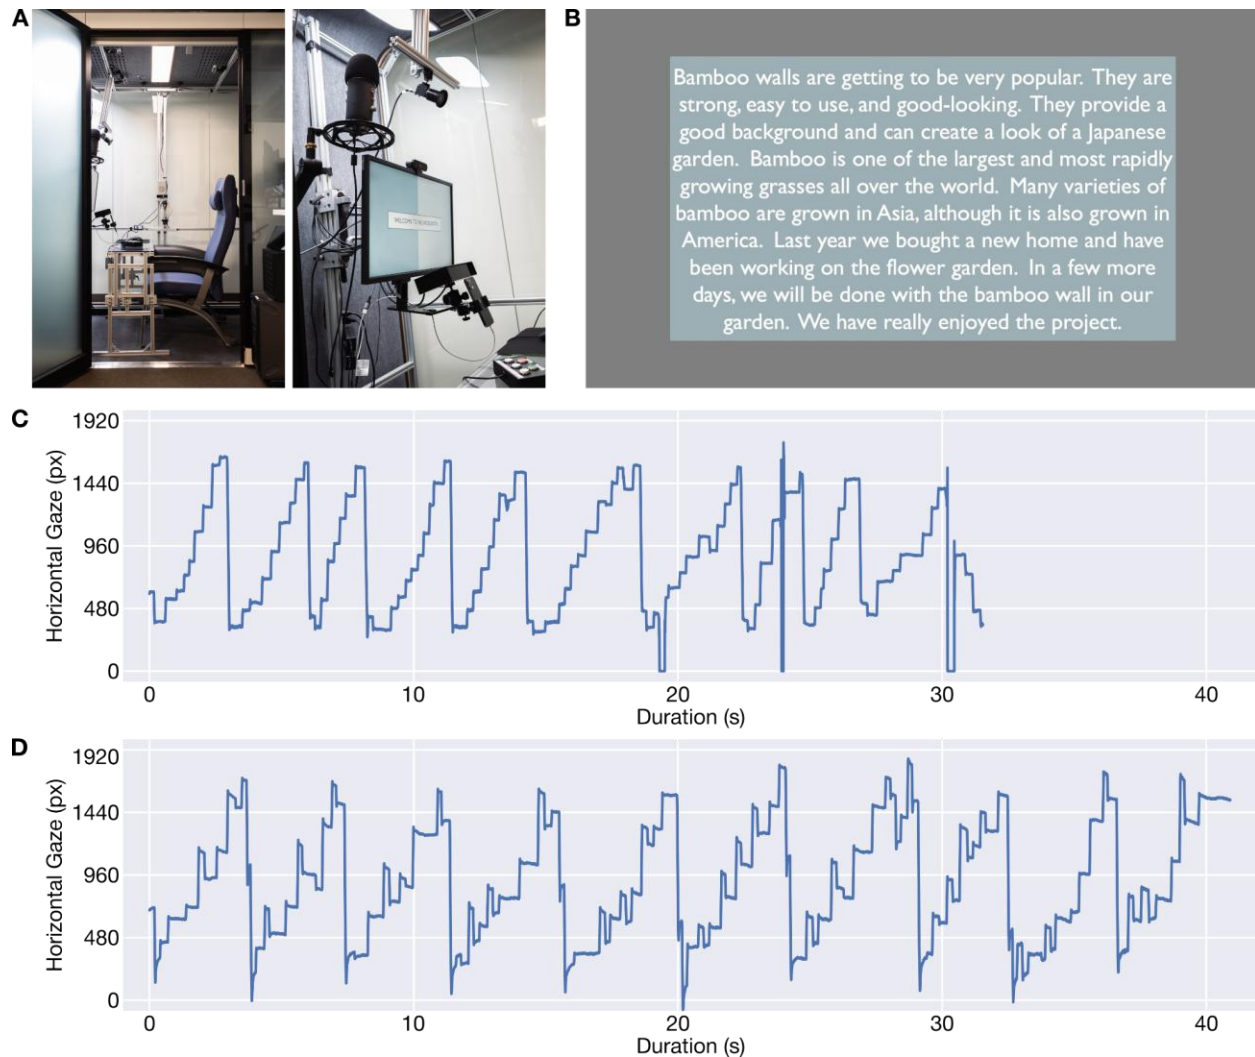 A
WELCOME TO NEUROBOOTH
B
Bamboo walls are getting to be very popular. They are
strong, easy to use, and good-looking. They provide a
good background and can create a look of a Japanese
garden. Bamboo is one of the largest and most rapidly
growing grasses all over the world. Many varieties of
bamboo are grown in Asia, although it is also grown in
America. Last year we bought a new home and have
been working on the flower garden. In a few more
days, we will be done with the bamboo wall in our
garden. We have really enjoyed the project.
C
Horizontal Gaze (px)
1920
1440
960
480
0
0 10 20 30 40
Duration (s)
D
Horizontal Gaze (px)
1920
1440
960
480
0
0 10 20 30 40
Duration (s)